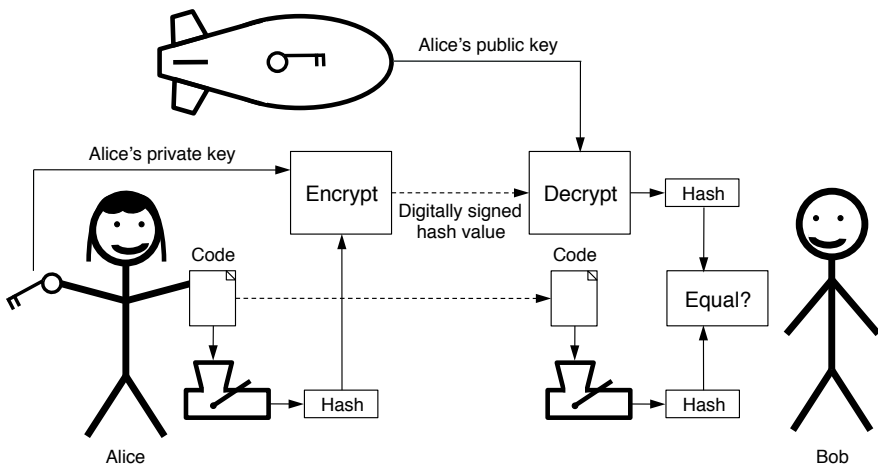 Alice's public key
Alice's private key
Encrypt
Decrypt
Hash
Digitally signed
hash value
Code
Code
Equal?
Hash
Hash
Alice
Bob